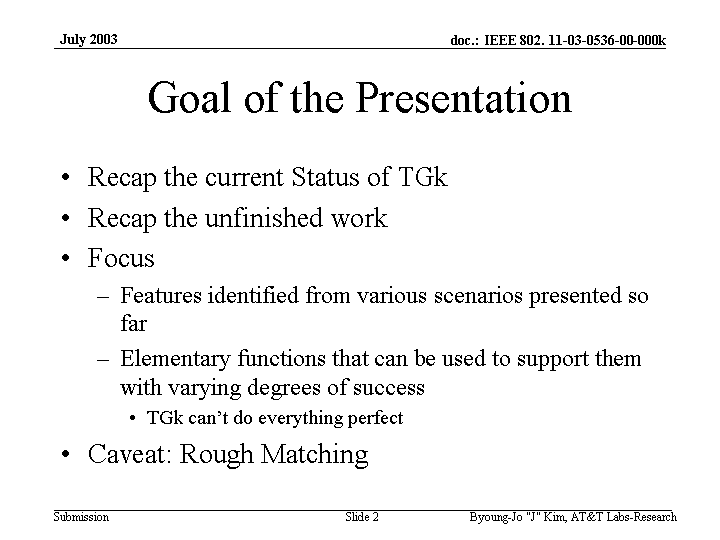 July 2003
doc. : IEEE 802. 11-03-0536-00-000k
Goal of the Presentation
• Recap the current Status of TGk
• Recap the unfinished work
• Focus
– Features identified from various scenarios presented so
far
– Elementary functions that can be used to support them
with varying degrees of success
• TGk can’t do everything perfect
• Caveat: Rough Matching
Submission
Slide 2
Byoung-Jo "J" Kim, AT&T Labs-Research